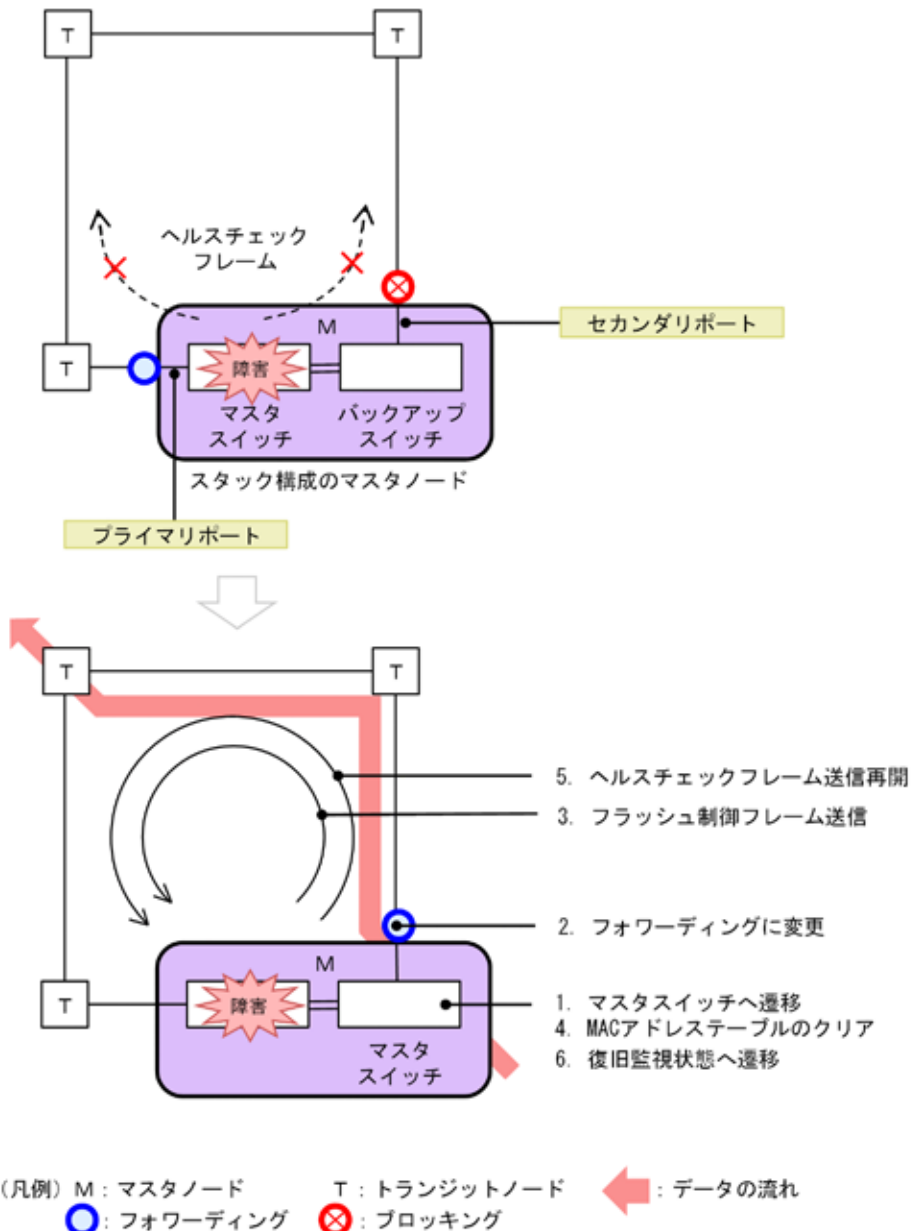 T
T
ヘルスチェック
フレーム
M
セカンダリポート
T
障害
マスタ
スイッチ
バックアップ
スイッチ
スタック構成のマスタノード
プライマリポート
T
T
5. ヘルスチェックフレーム送信再開
3. フラッシュ制御フレーム送信
2. フォワーディングに変更
M
T
障害
1. マスタスイッチへ遷移
4. MACアドレステーブルのクリア
マスタ
スイッチ
6. 復旧監視状態へ遷移
(凡例) M : マスタノード T : トランジットノード : データの流れ
: フォワーディング : ブロッキング